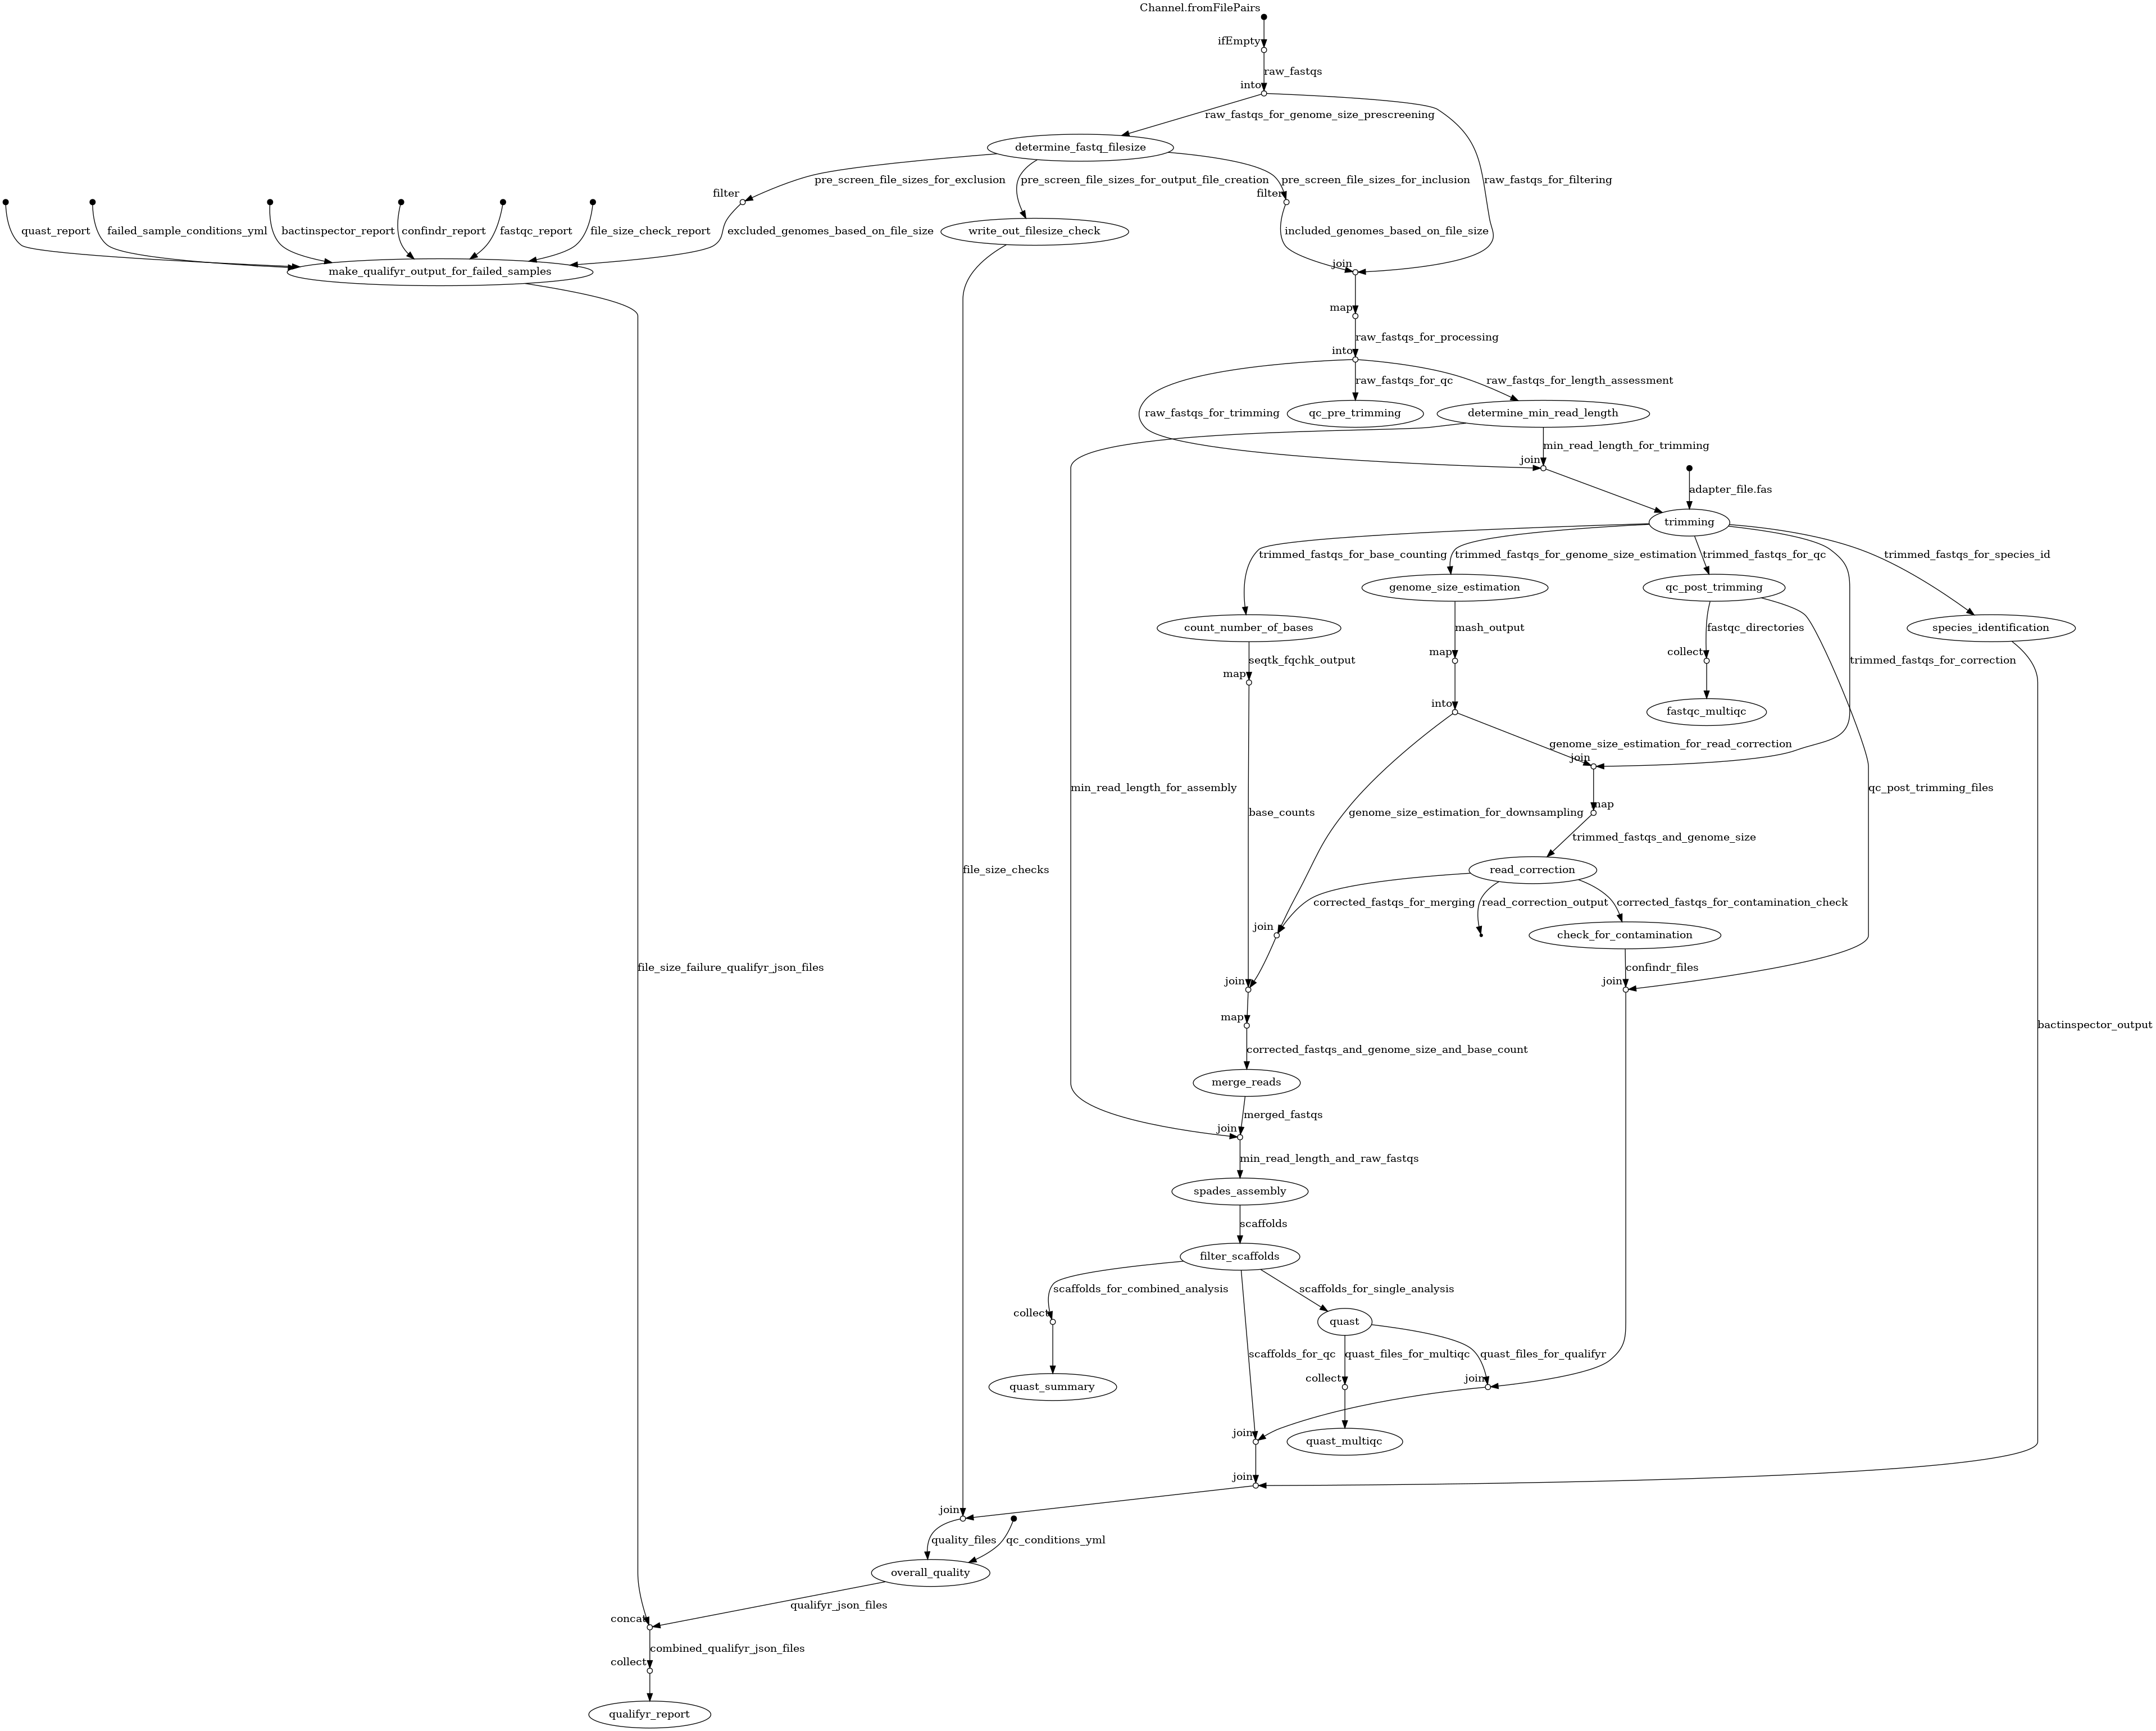 Channel.fromFilePairs
ifEmpty
raw_fastqs
into
raw_fastqs_for_genome_size_prescreening
determine_fastq_filesize
pre_screen_file_sizes_for_exclusion
pre_screen_file_sizes_for_output_file_creation
pre_screen_file_sizes_for_inclusion
raw_fastqs_for_filtering
filter
filter
quast_report
failed_sample_conditions_yml
bactinspector_report
confindr_report
fastqc_report
file_size_check_report
excluded_genomes_based_on_file_size
write_out_filesize_check
included_genomes_based_on_file_size
make_qualifyr_output_for_failed_samples
join
map
raw_fastqs_for_processing
into
raw_fastqs_for_qc
raw_fastqs_for_length_assessment
raw_fastqs_for_trimming
qc_pre_trimming
determine_min_read_length
min_read_length_for_trimming
join
adapter_file.fas
trimming
trimmed_fastqs_for_base_counting
trimmed_fastqs_for_genome_size_estimation
trimmed_fastqs_for_qc
trimmed_fastqs_for_species_id
genome_size_estimation
qc_post_trimming
count_number_of_bases
mash_output
fastqc_directories
species_identification
map
collect
seqtk_fqchk_output
trimmed_fastqs_for_correction
map
into
fastqc_multiqc
genome_size_estimation_for_read_correction
join
min_read_length_for_assembly
qc_post_trimming_files
map
base_counts
genome_size_estimation_for_downsampling
trimmed_fastqs_and_genome_size
file_size_checks
read_correction
corrected_fastqs_for_merging
read_correction_output
corrected_fastqs_for_contamination_check
join
check_for_contamination
file_size_failure_qualifyr_json_files
confindr_files
join
join
map
bactinspector_output
corrected_fastqs_and_genome_size_and_base_count
merge_reads
merged_fastqs
join
min_read_length_and_raw_fastqs
spades_assembly
scaffolds
filter_scaffolds
scaffolds_for_combined_analysis
scaffolds_for_single_analysis
collect
quast
scaffolds_for_qc
quast_files_for_multiqc
quast_files_for_qualifyr
collect
join
quast_summary
join
quast_multiqc
join
join
quality_files
qc_conditions_yml
overall_quality
qualifyr_json_files
concat
combined_qualifyr_json_files
collect
qualifyr_report